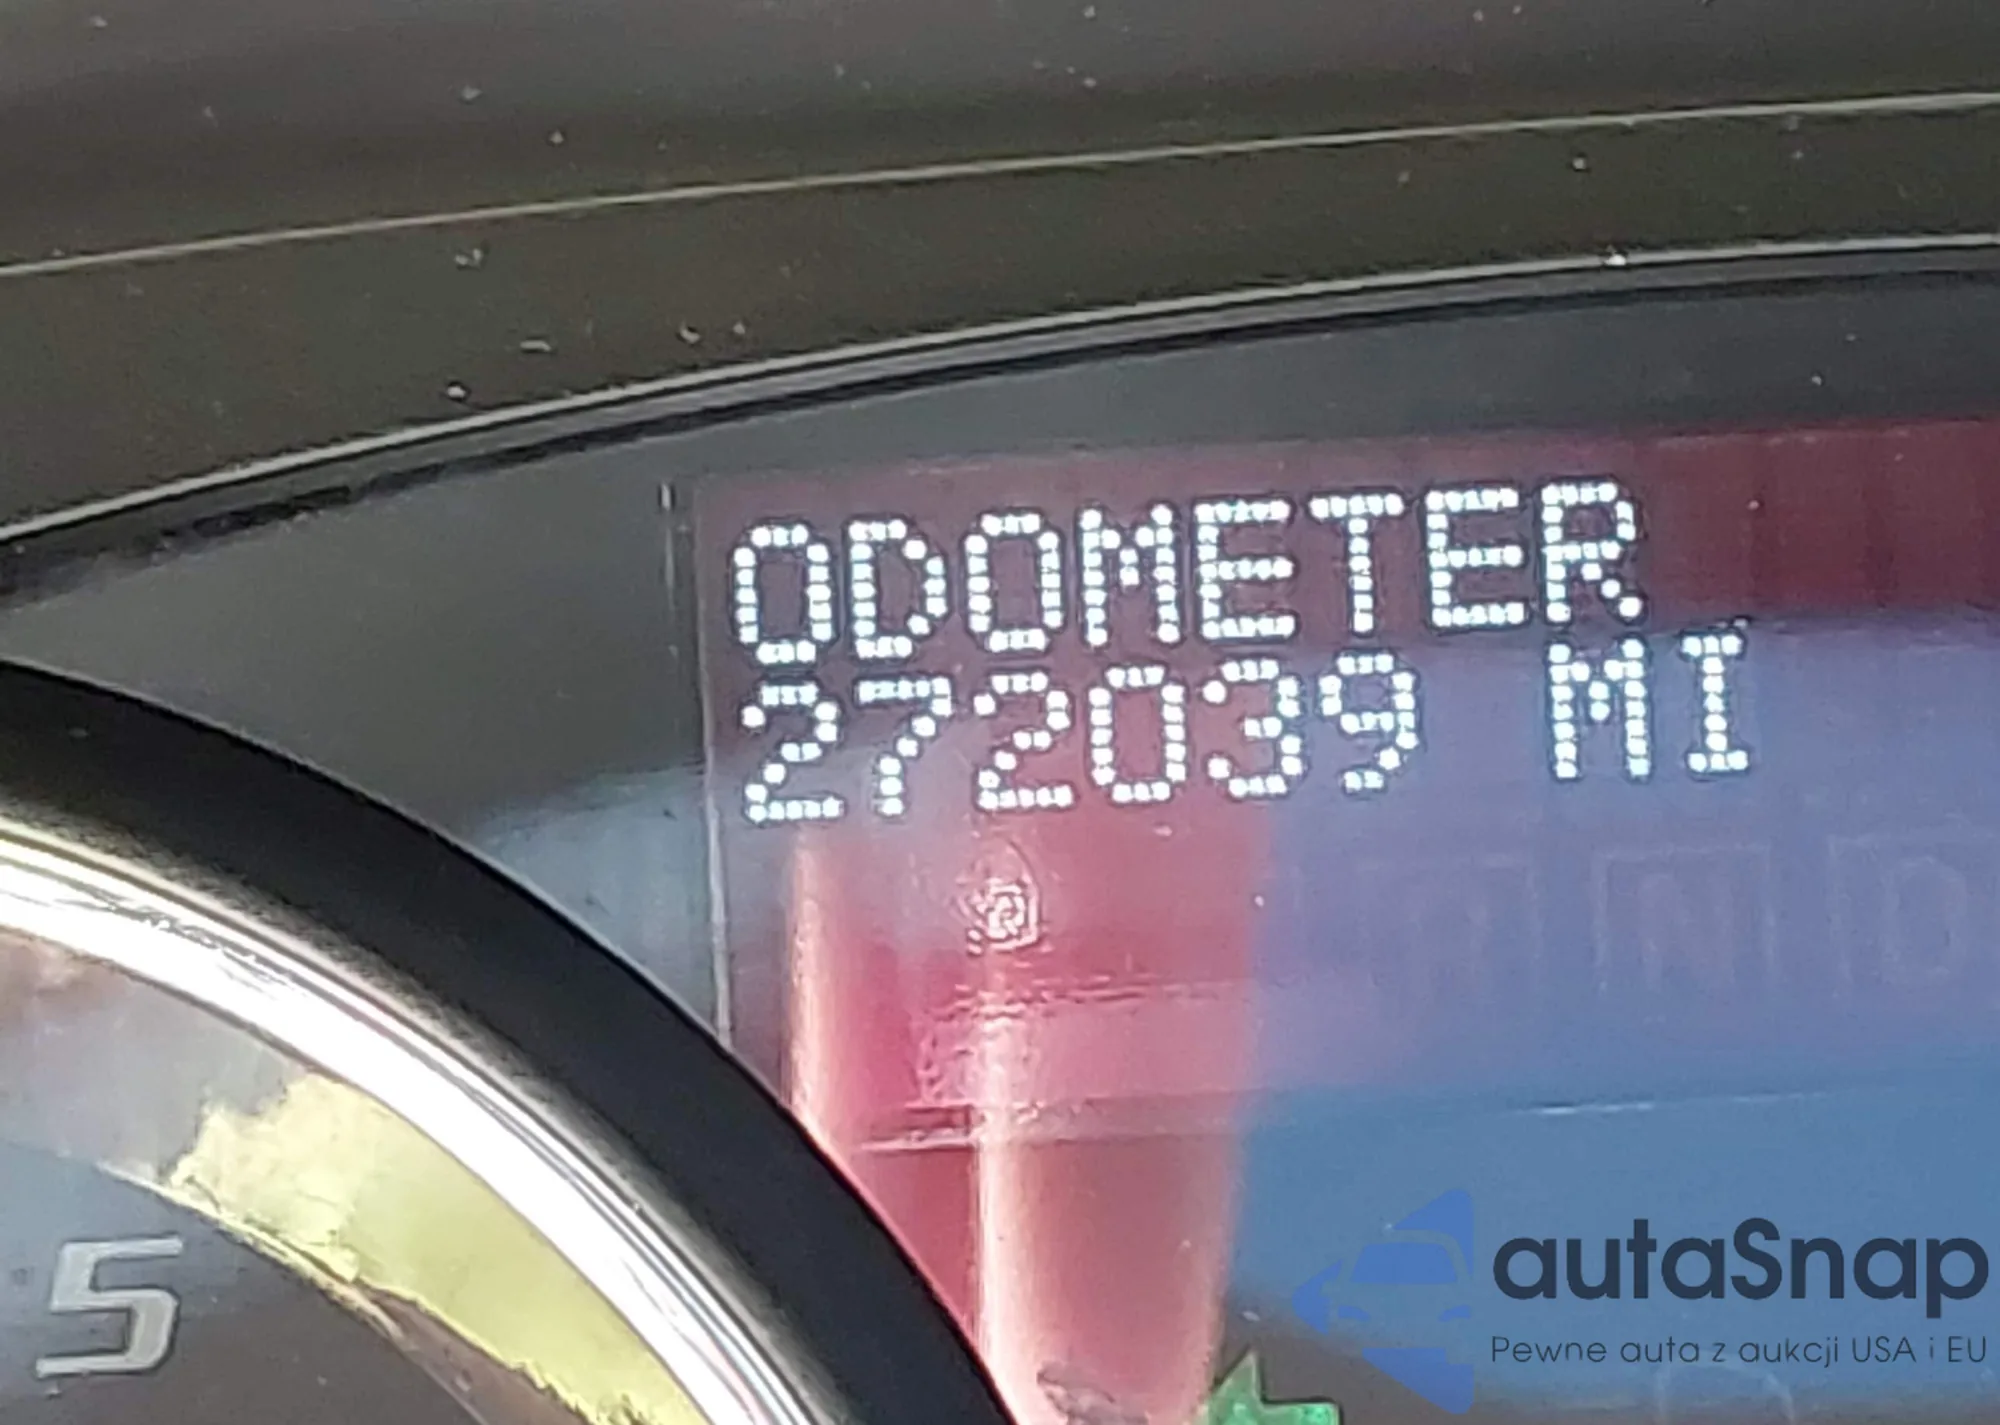 ODOMETER
272039 MI
5
autaSnap
Pewne auta z aukcji USA i EU